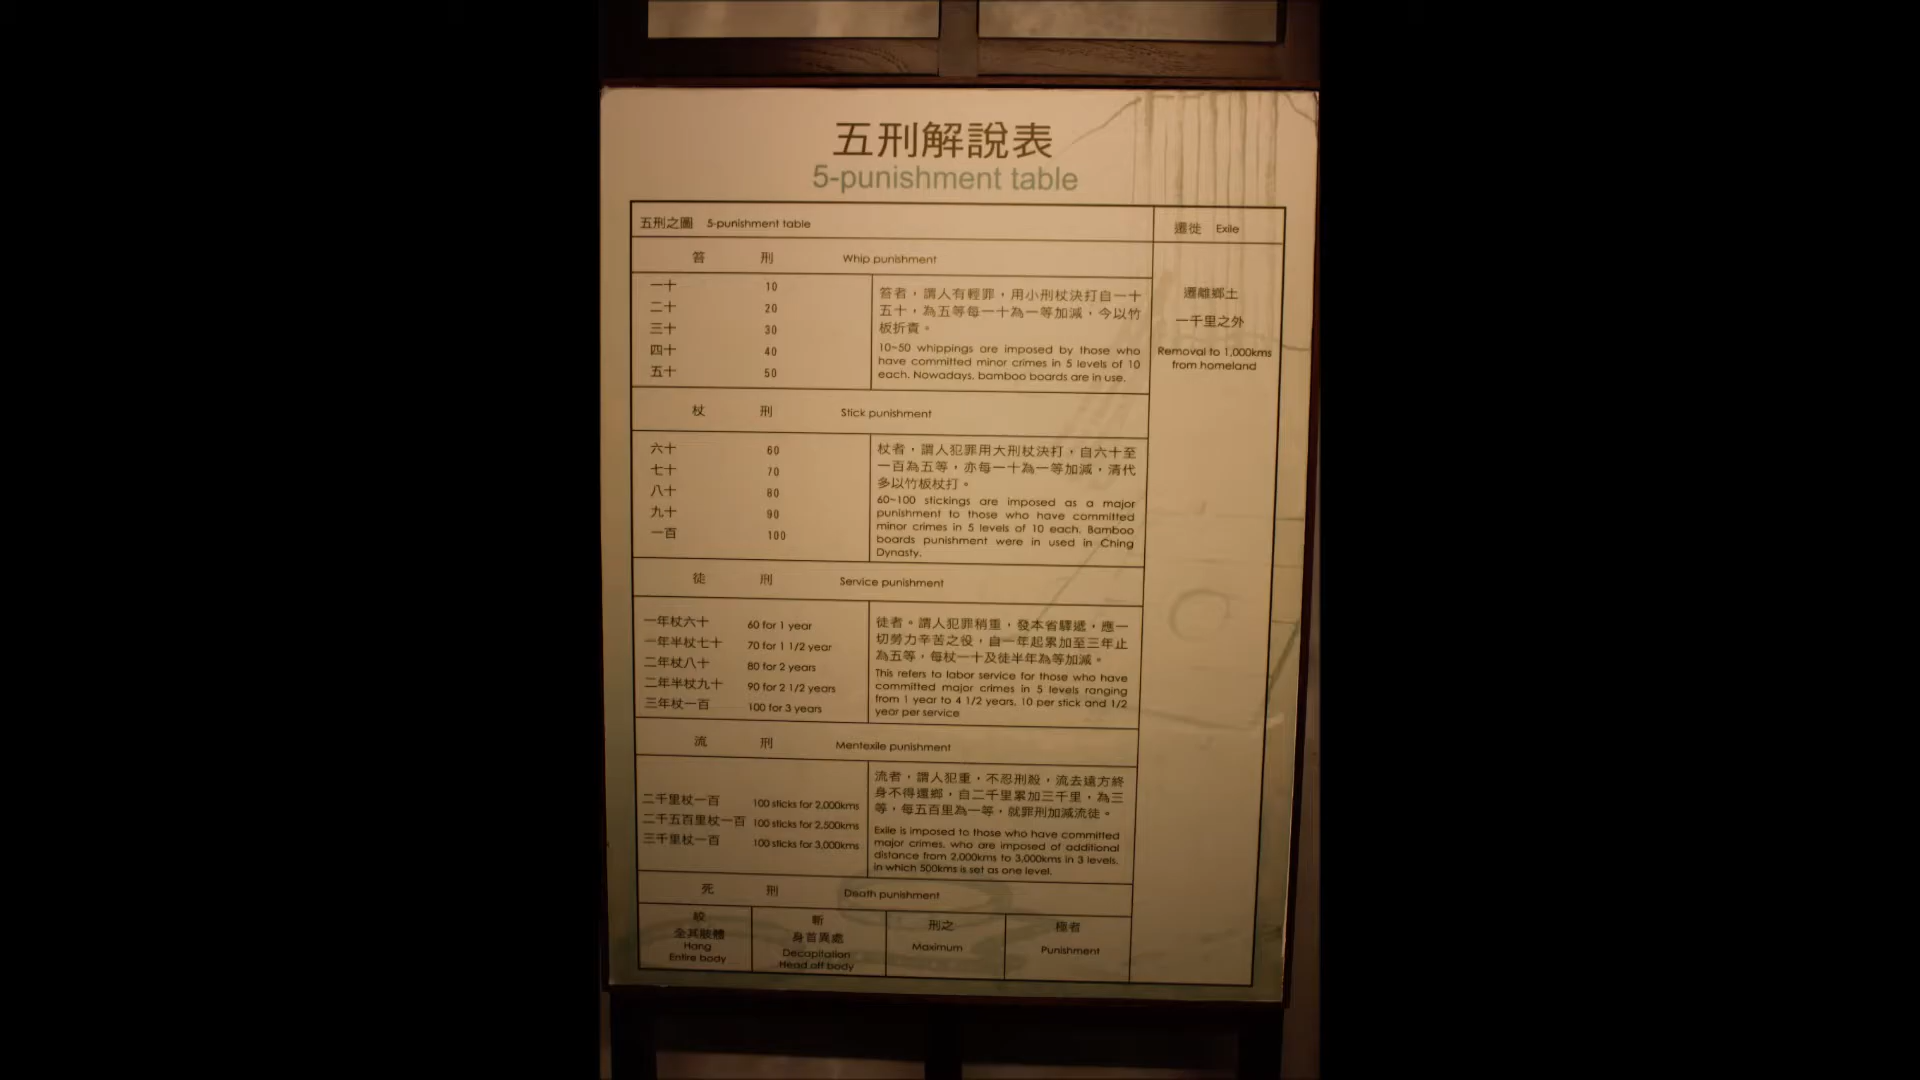 五刑解說表
5-punishment table
五刑之圖 5-punishment table
遷徙 Exile
笞 刑 Whip punishment
一十 10
二十 20
三十 30
四十 40
五十 50
笞者，謂人有輕罪，用小刑杖決打自一十
五十，為五等每一十為一等加減，今以竹
板折責。
10~50 whippings are imposed by those who
have committed minor crimes in 5 levels of 10
each. Nowadays, bamboo boards are in use.
遷離鄉土
一千里之外
Removal to 1,000kms
from homeland
杖 刑 Stick punishment
六十 60
七十 70
八十 80
九十 90
一百 100
杖者，謂人犯罪用大刑杖決打，自六十至
一百為五等，亦每一十為一等加減，清代
多以竹板杖打。
60~100 stickings are imposed as a major
punishment to those who have committed
minor crimes in 5 levels of 10 each. Bamboo
boards punishment were in used in Ching
Dynasty.
徒 刑 Service punishment
一年杖六十 60 for 1 year
一年半杖七十 70 for 1 1/2 year
二年杖八十 80 for 2 years
二年半杖九十 90 for 2 1/2 years
三年杖一百 100 for 3 years
徒者。謂人犯罪稍重，發本省驛遞，應一
切勞力辛苦之役，自一年起累加至三年止
為五等，每杖一十及徒半年為等加減。
This refers to labor service for those who have
committed major crimes in 5 levels ranging
from 1 year to 4 1/2 years, 10 per stick and 1/2
year per service
流 刑 Mentexile punishment
二千里杖一百 100 sticks for 2,000kms
二千五百里杖一百 100 sticks for 2,500kms
三千里杖一百 100 sticks for 3,000kms
流者，謂人犯重，不忍刑殺，流去遠方終
身不得還鄉，自二千里累加三千里，為三
等，每五百里為一等，就罪刑加減流徒。
Exile is imposed to those who have committed
major crimes, who are imposed of additional
distance from 2,000kms to 3,000kms in 3 levels,
in which 500kms is set as one level.
死 刑 Death punishment
絞
全其肢體
Hang
Entire body
斬
身首異處
Decapitation
Head off body
刑之
Maximum
極者
Punishment